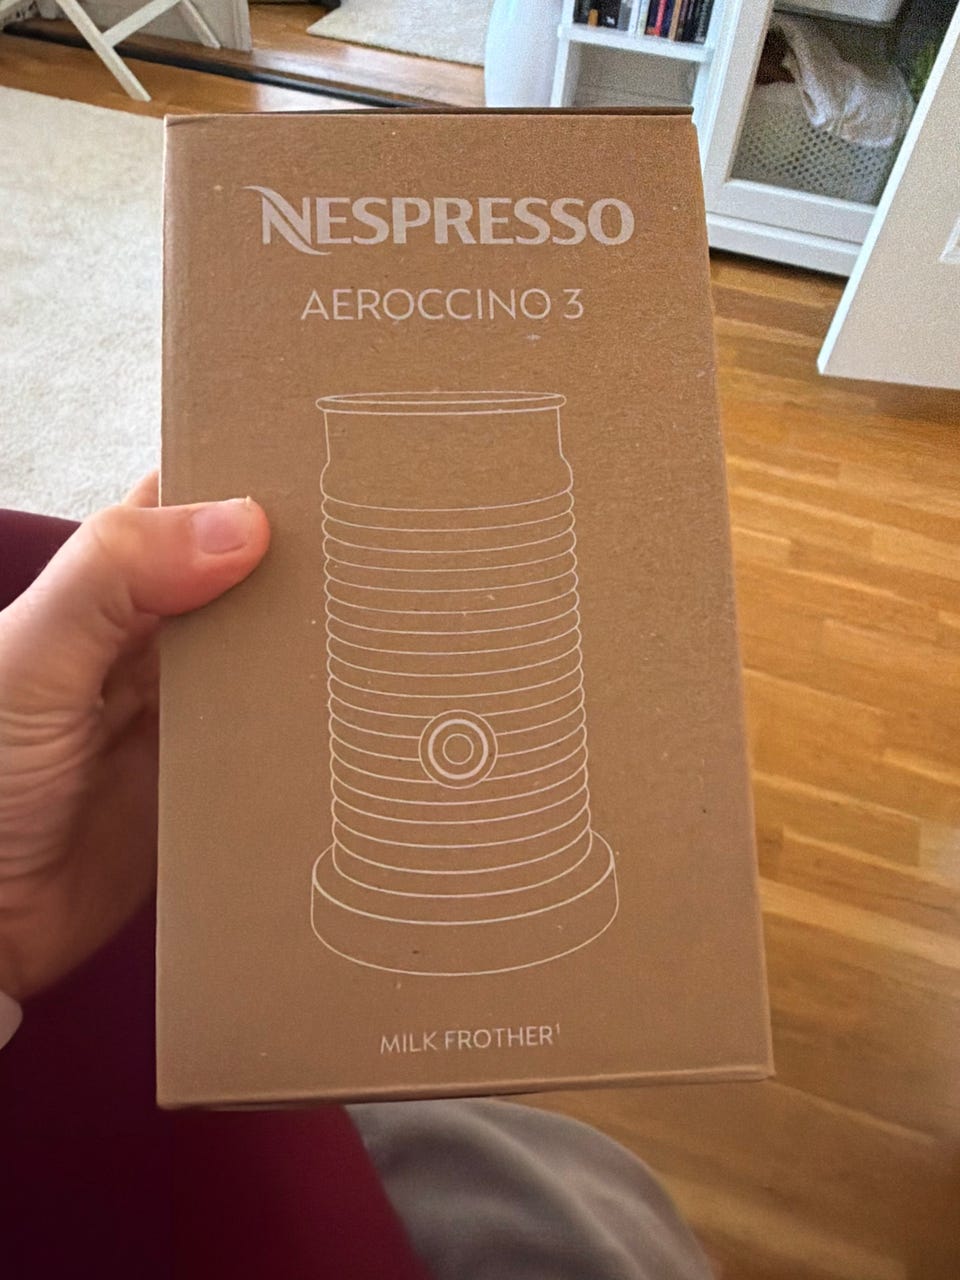 NESPRESSO
AEROCCINO 3
MILK FROTHER¹